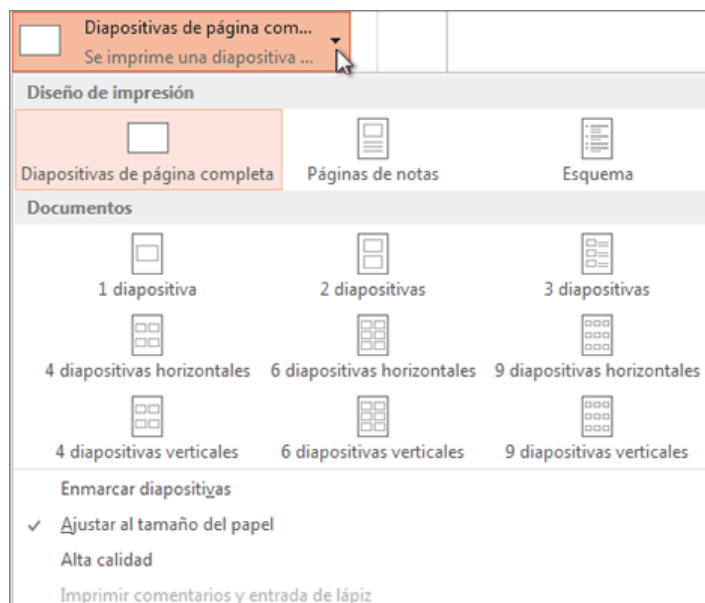 Diapositivas de página com...
Se imprime una diapositiva ...
Diseño de impresión
Diapositivas de página completa
Páginas de notas
Esquema
Documentos
1 diapositiva
2 diapositivas
3 diapositivas
4 diapositivas horizontales
6 diapositivas horizontales
9 diapositivas horizontales
4 diapositivas verticales
6 diapositivas verticales
9 diapositivas verticales
Enmarcar diapositivas
Ajustar al tamaño del papel
Alta calidad
Imprimir comentarios y entrada de lápiz